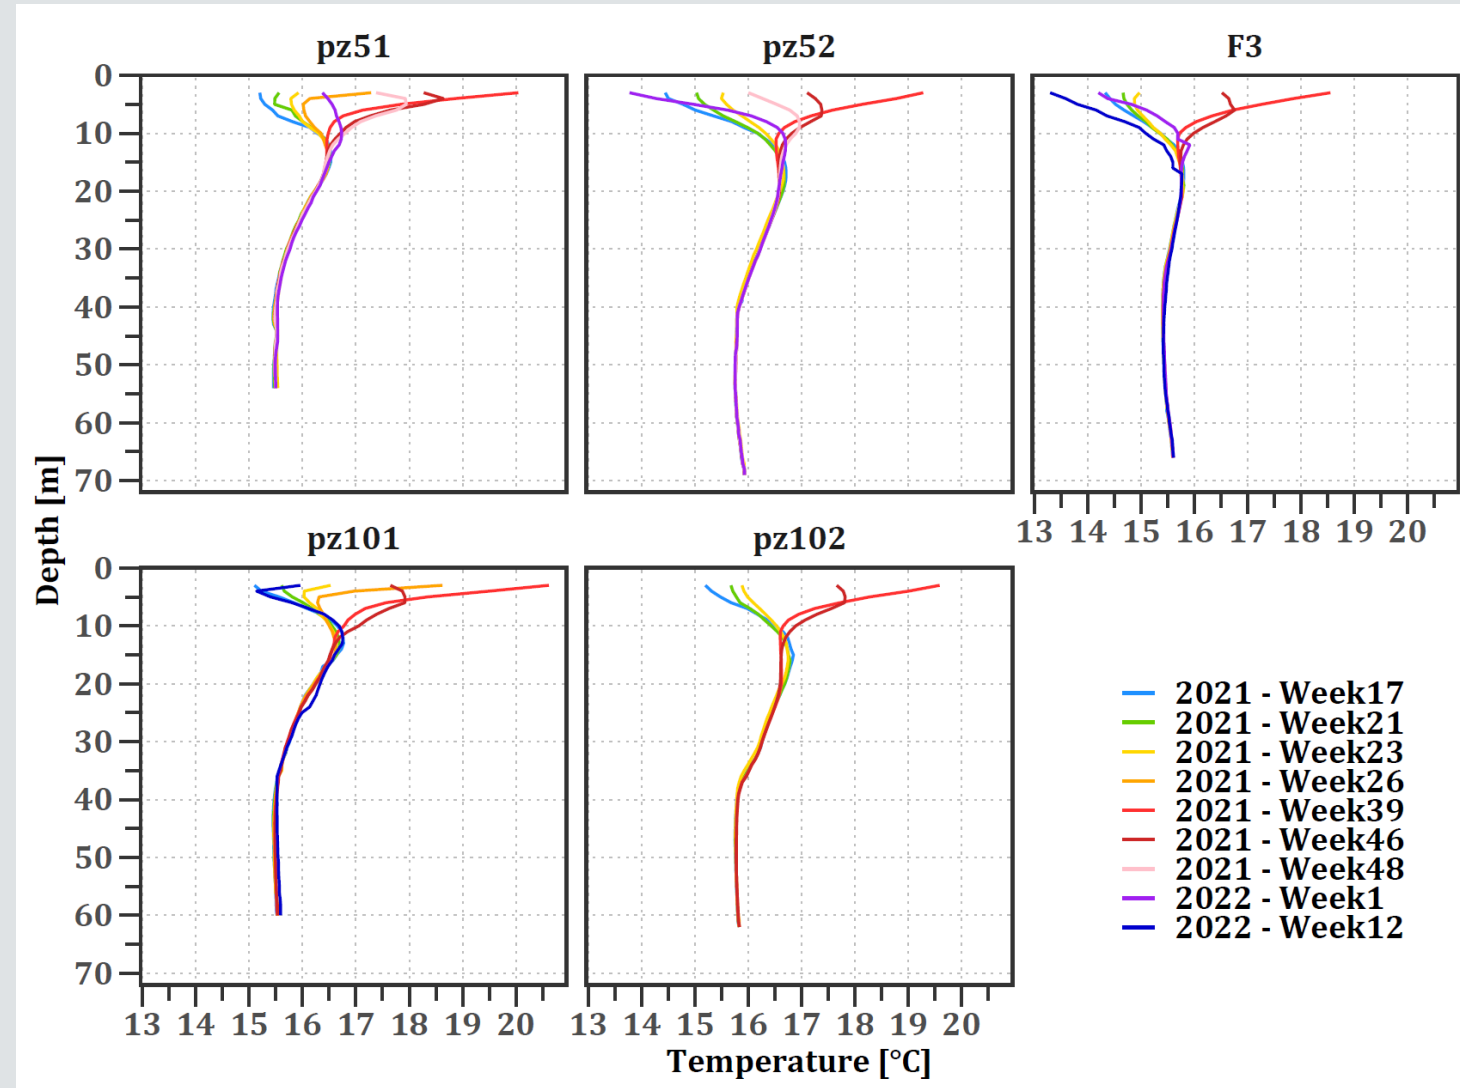 pz51 pz52 F3
0
10
20
30
40
50
60
70
13 14 15 16 17 18 19 20
Depth [m]
pz101 pz102
0
10
20
30
40
50
60
70
13 14 15 16 17 18 19 20
13 14 15 16 17 18 19 20
Temperature [°C]
2021 - Week17
2021 - Week21
2021 - Week23
2021 - Week26
2021 - Week39
2021 - Week46
2021 - Week48
2022 - Week1
2022 - Week12